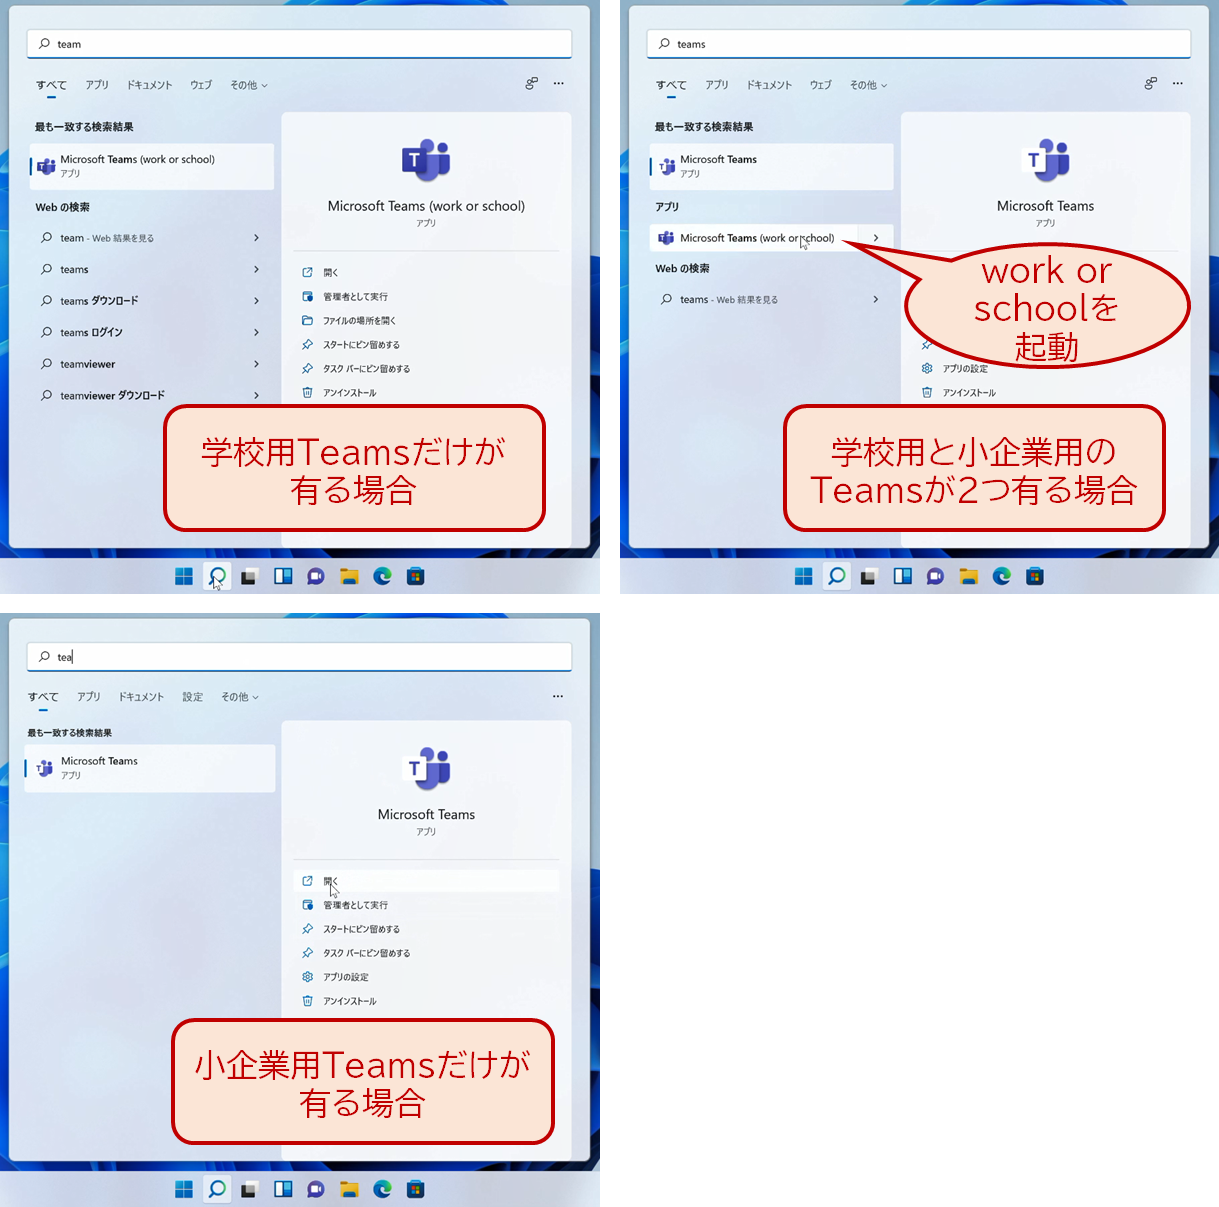 team
すべて アプリ ドキュメント ウェブ その他
最も一致する検索結果
Microsoft Teams (work or school)
アプリ
Web の検索
team - Web 結果を見る
teams
teams ダウンロード
teams ログイン
teamviewer
teamviewer ダウンロード
T
Microsoft Teams (work or school)
アプリ
開く
管理者として実行
ファイルの場所を開く
スタートにピン留めする
タスク バーにピン留めする
アンインストール
学校用Teamsだけが
有る場合
teams
すべて アプリ ドキュメント ウェブ その他
最も一致する検索結果
Microsoft Teams
アプリ
アプリ
Microsoft Teams (work or school)
Web の検索
teams - Web 結果を見る
T
Microsoft Teams
アプリ
work or
schoolを
起動
アプリの設定
アンインストール
学校用と小企業用の
Teamsが2つ有る場合
tea
すべて アプリ ドキュメント 設定 その他
最も一致する検索結果
Microsoft Teams
アプリ
T
Microsoft Teams
アプリ
開く
管理者として実行
スタートにピン留めする
タスク バーにピン留めする
アプリの設定
アンインストール
小企業用Teamsだけが
有る場合